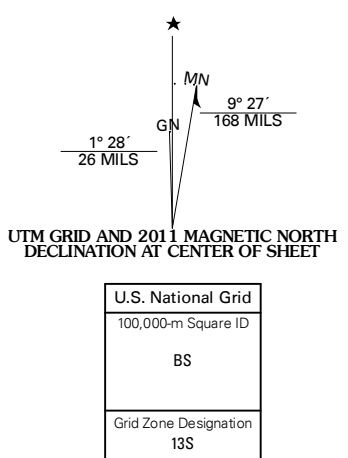 ★
MN
GN
9° 27´
168 MILS
1° 28´
26 MILS
UTM GRID AND 2011 MAGNETIC NORTH
DECLINATION AT CENTER OF SHEET
U.S. National Grid
100,000-m Square ID
BS
Grid Zone Designation
13S